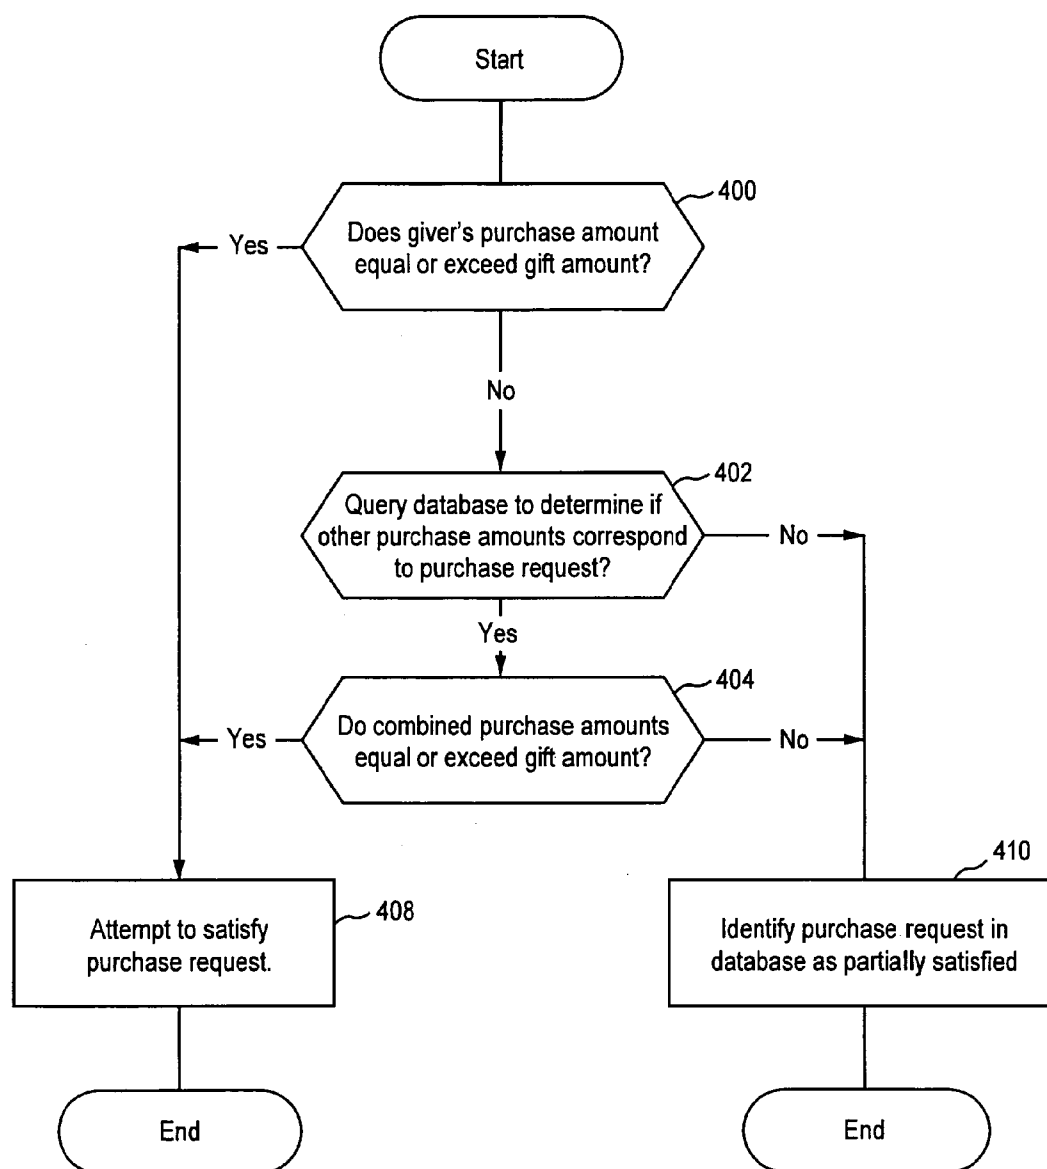 Start
400
Does giver's purchase amount
equal or exceed gift amount?
Yes
No
402
Query database to determine if
other purchase amounts correspond
to purchase request?
No
Yes
404
Do combined purchase amounts
equal or exceed gift amount?
Yes
No
408
Attempt to satisfy
purchase request.
410
Identify purchase request in
database as partially satisfied
End
End